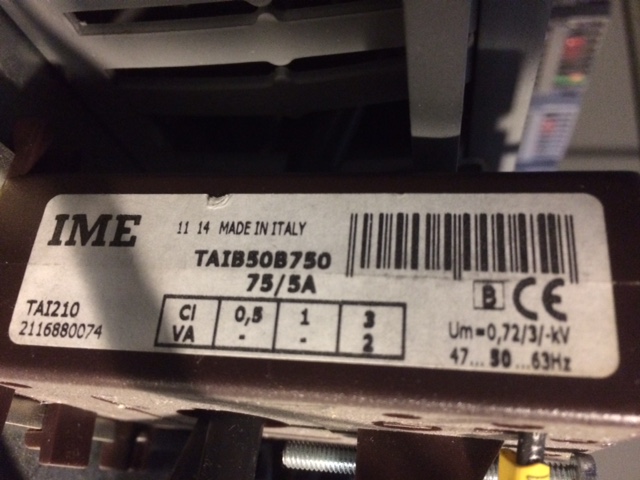 IME
11 14 MADE IN ITALY
TAIB50B750
75/5A
TAI210
2116880074
CI 0,5 1 3
VA - - 2
B CE
Um=0,72/3/-kV
47... 50 ...63Hz